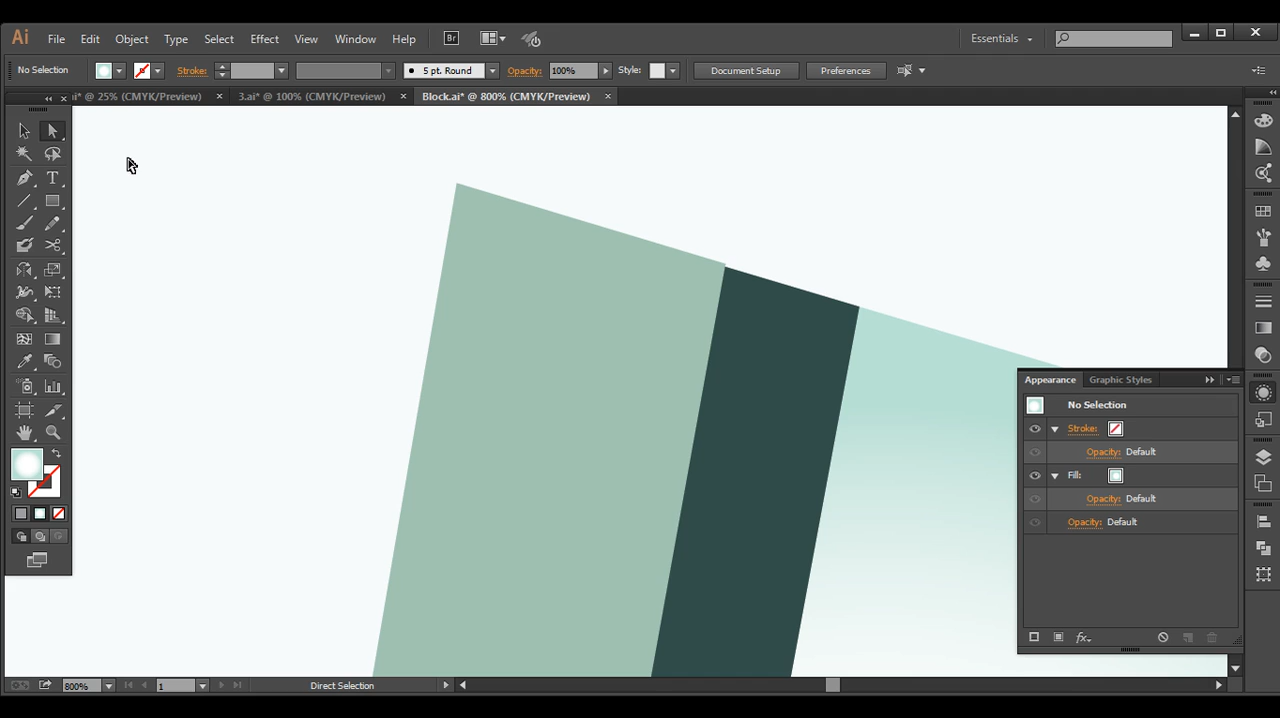 Ai File Edit Object Type Select Effect View Window Help Br Essentials
No Selection Stroke: 5 pt. Round Opacity: 100% Style: Document Setup Preferences
i* @ 25% (CMYK/Preview) × 3.ai* @ 100% (CMYK/Preview) × Block.ai* @ 800% (CMYK/Preview) ×
T
Appearance Graphic Styles
No Selection
Stroke:
Opacity: Default
Fill:
Opacity: Default
Opacity: Default
fx
800% 1 Direct Selection